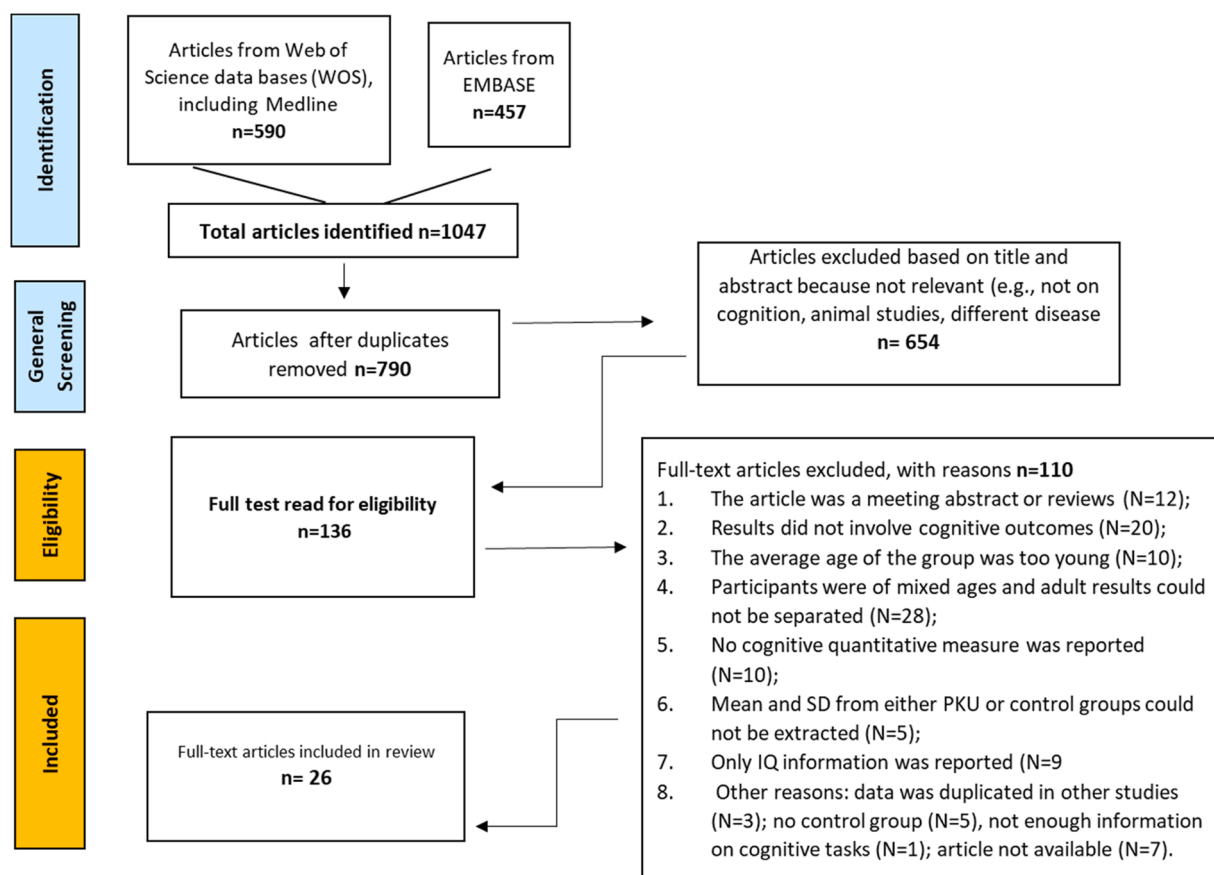 Identification
Articles from Web of
Science data bases (WOS),
including Medline
n=590
Articles from
EMBASE
n=457
Total articles identified n=1047
General
Screening
Articles after duplicates
removed n=790
Articles excluded based on title and
abstract because not relevant (e.g., not on
cognition, animal studies, different disease
n= 654
Eligibility
Full test read for eligibility
n=136
Full-text articles excluded, with reasons n=110
1. The article was a meeting abstract or reviews (N=12);
2. Results did not involve cognitive outcomes (N=20);
3. The average age of the group was too young (N=10);
4. Participants were of mixed ages and adult results could
not be separated (N=28);
5. No cognitive quantitative measure was reported
(N=10);
6. Mean and SD from either PKU or control groups could
not be extracted (N=5);
7. Only IQ information was reported (N=9
8. Other reasons: data was duplicated in other studies
(N=3); no control group (N=5), not enough information
on cognitive tasks (N=1); article not available (N=7).
Included
Full-text articles included in review
n= 26